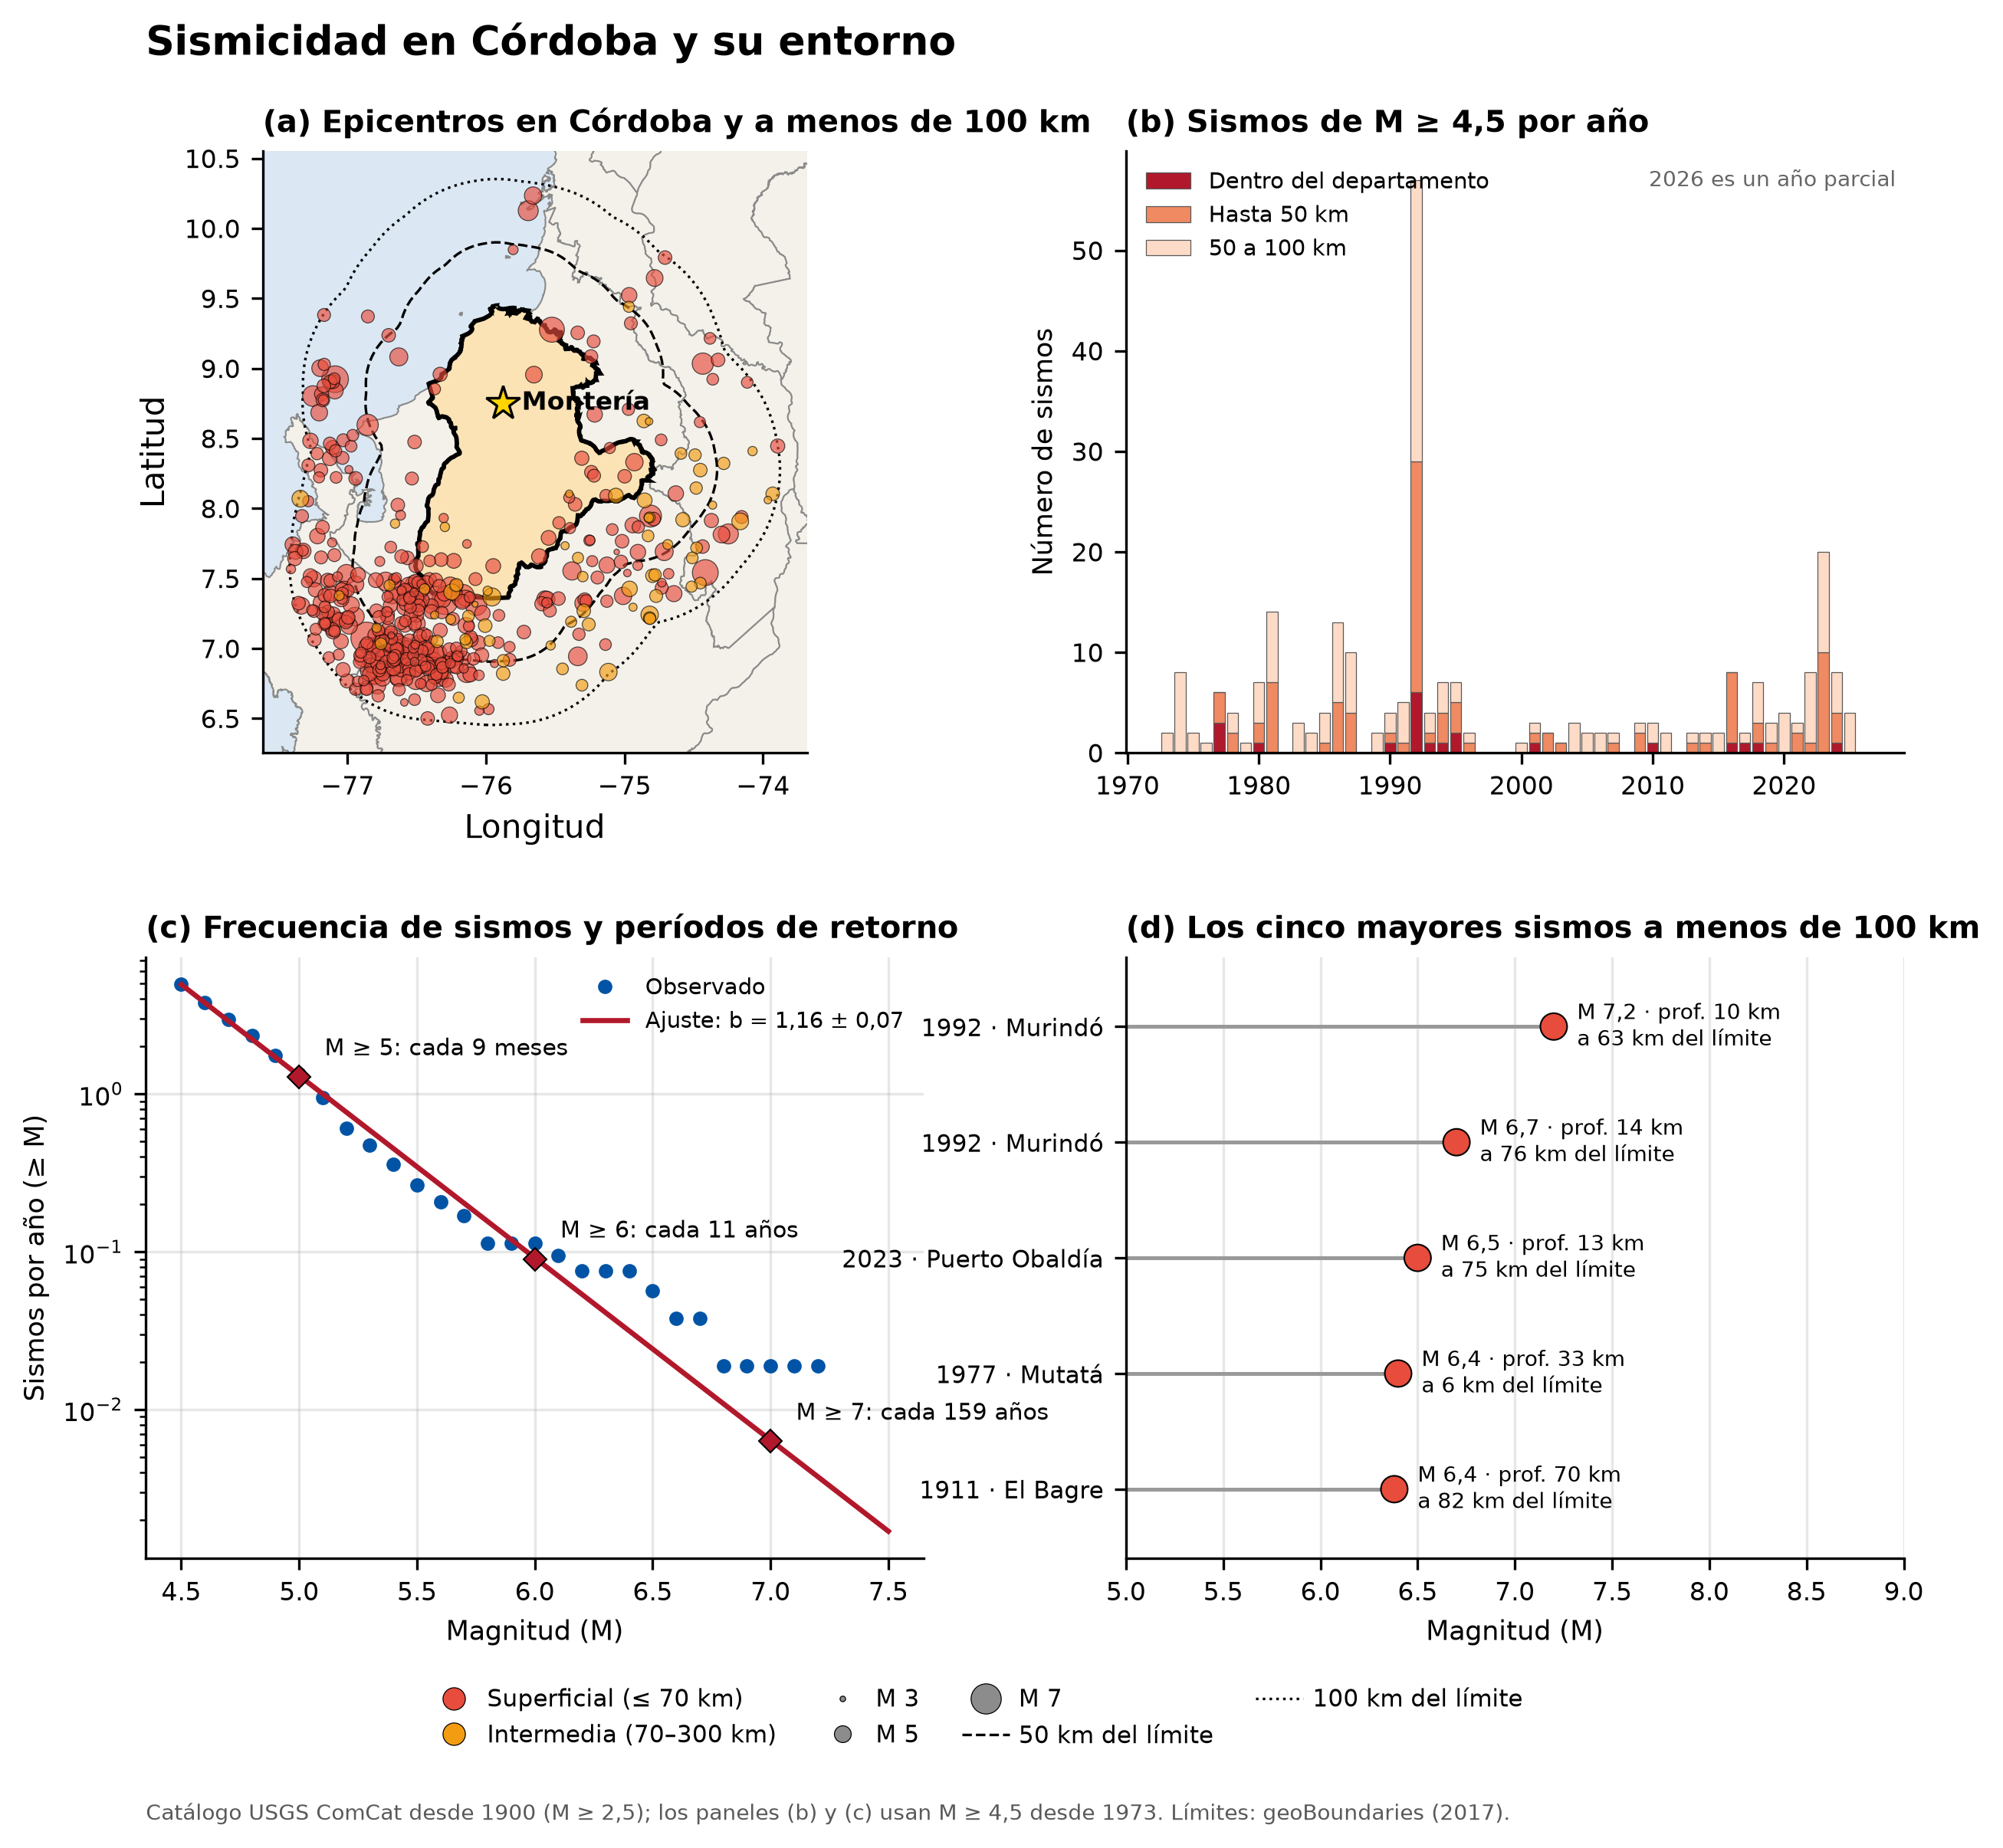 Sismicidad en Córdoba y su entorno
(a) Epicentros en Córdoba y a menos de 100 km
10.5
10.0
9.5
9.0
8.5
8.0
7.5
7.0
6.5
Latitud
Montería
−77
−76
−75
−74
Longitud
(b) Sismos de M ≥ 4,5 por año
Dentro del departamento
Hasta 50 km
50 a 100 km
2026 es un año parcial
50
40
30
20
10
0
Número de sismos
1970
1980
1990
2000
2010
2020
(c) Frecuencia de sismos y períodos de retorno
Observado
Ajuste: b = 1,16 ± 0,07
M ≥ 5: cada 9 meses
M ≥ 6: cada 11 años
M ≥ 7: cada 159 años
10⁰
10⁻¹
10⁻²
Sismos por año (≥ M)
4.5
5.0
5.5
6.0
6.5
7.0
7.5
Magnitud (M)
(d) Los cinco mayores sismos a menos de 100 km
1992 · Murindó
M 7,2 · prof. 10 km
a 63 km del límite
1992 · Murindó
M 6,7 · prof. 14 km
a 76 km del límite
2023 · Puerto Obaldía
M 6,5 · prof. 13 km
a 75 km del límite
1977 · Mutatá
M 6,4 · prof. 33 km
a 6 km del límite
1911 · El Bagre
M 6,4 · prof. 70 km
a 82 km del límite
5.0
5.5
6.0
6.5
7.0
7.5
8.0
8.5
9.0
Magnitud (M)
Superficial (≤ 70 km)
Intermedia (70–300 km)
M 3
M 5
M 7
50 km del límite
100 km del límite
Catálogo USGS ComCat desde 1900 (M ≥ 2,5); los paneles (b) y (c) usan M ≥ 4,5 desde 1973. Límites: geoBoundaries (2017).